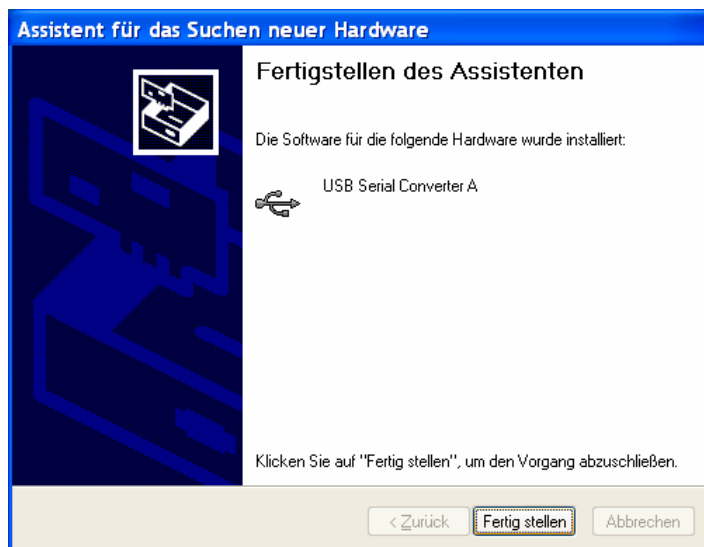 Assistent für das Suchen neuer Hardware
Fertigstellen des Assistenten
Die Software für die folgende Hardware wurde installiert:
USB Serial Converter A
Klicken Sie auf "Fertig stellen", um den Vorgang abzuschließen.
< Zurück Fertig stellen Abbrechen